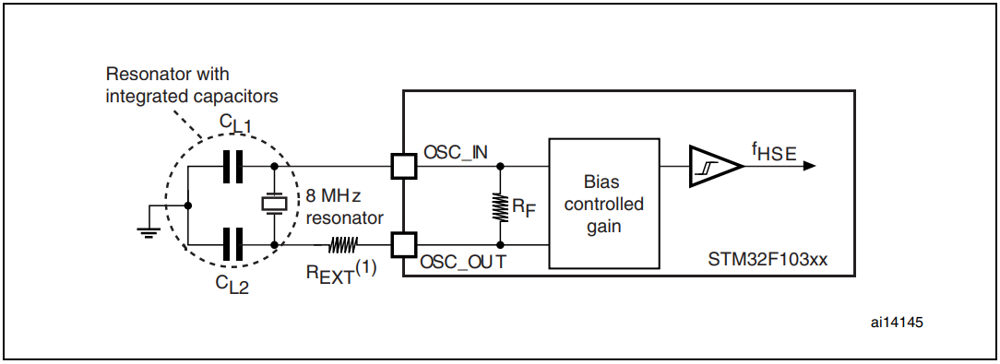 Resonator with
integrated capacitors
CL1
OSC_IN
fHSE
8 MHz
resonator
RF
Bias
controlled
gain
REXT(1)
OSC_OUT
STM32F103xx
CL2
ai14145